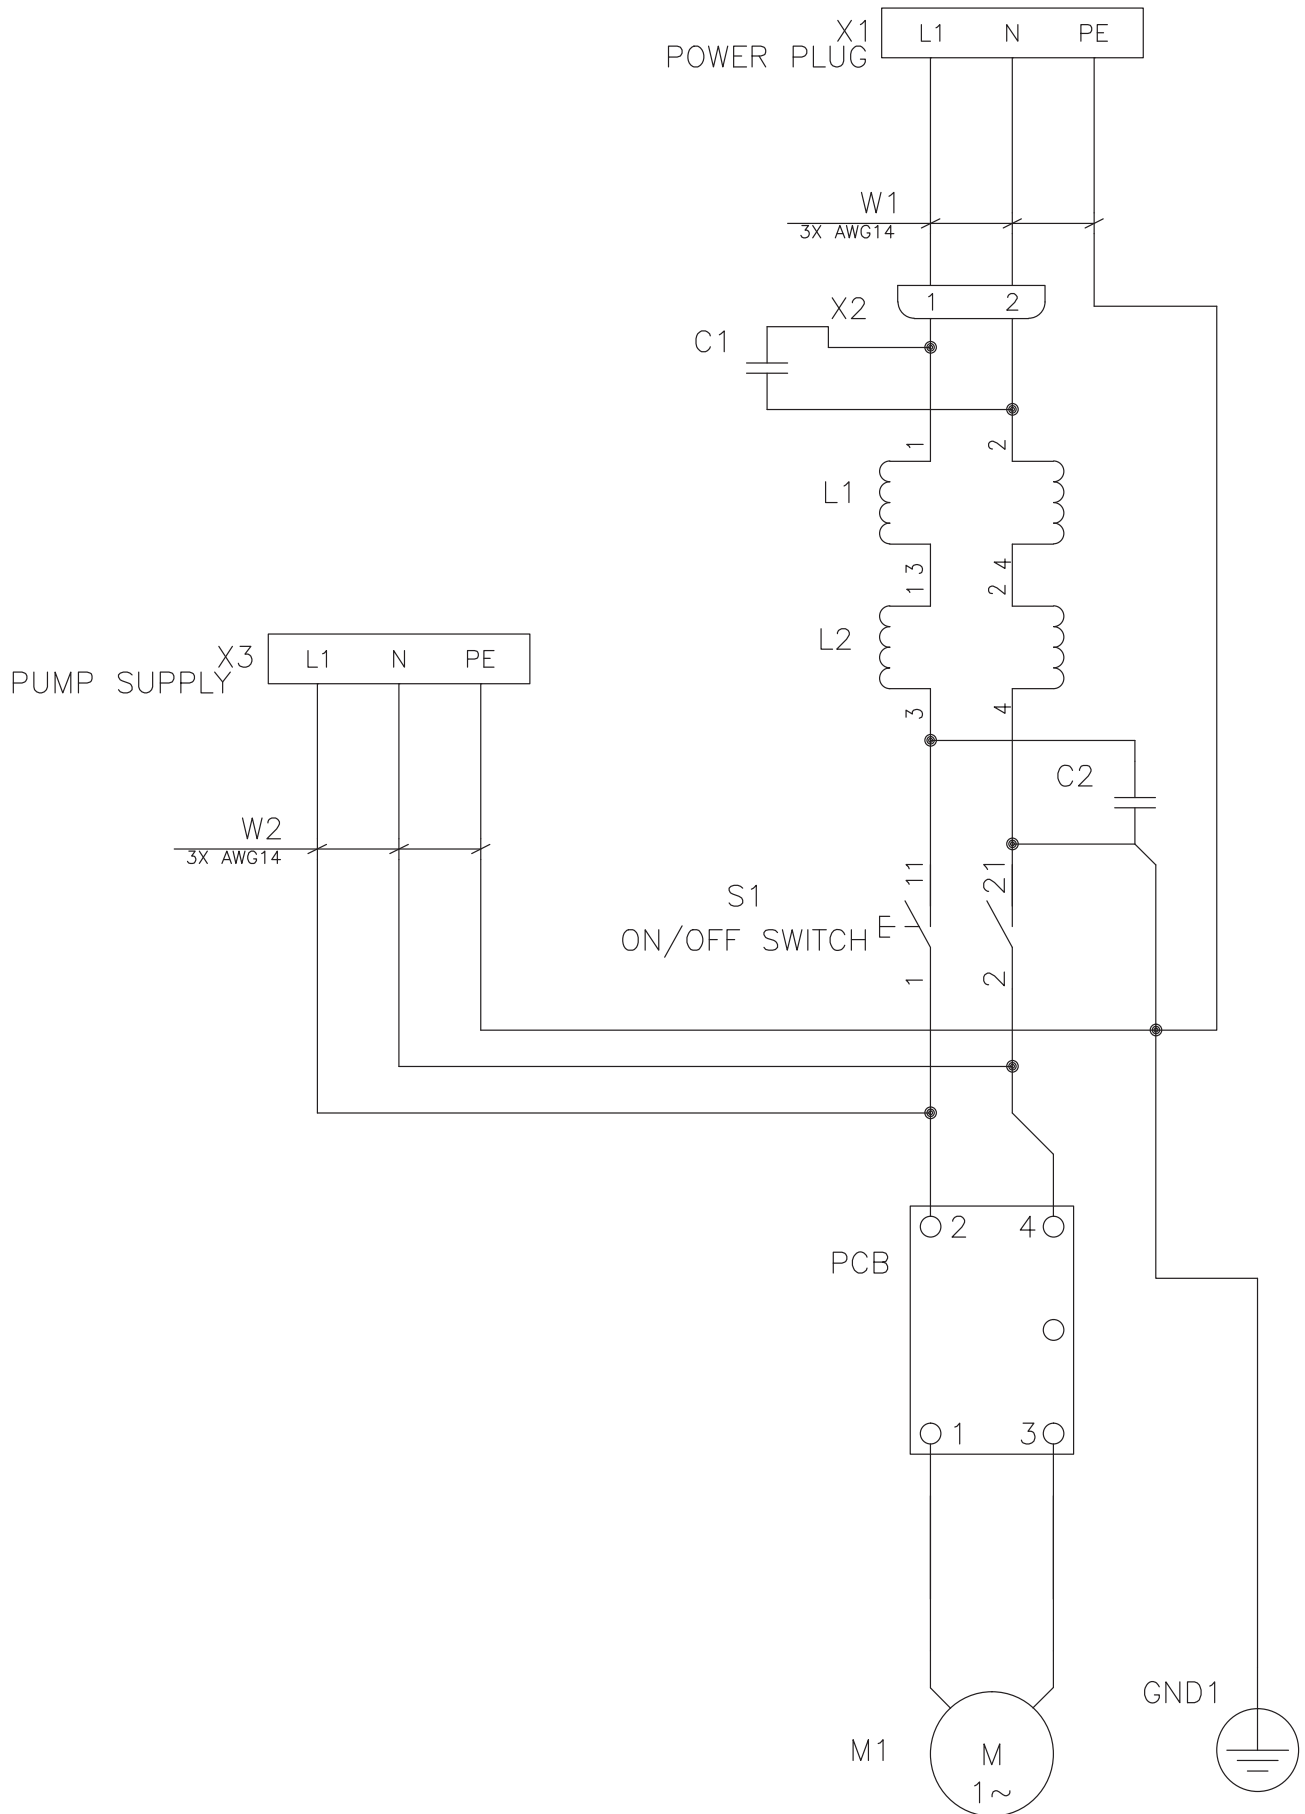 X1 L1 N PE
POWER PLUG
W1
3X AWG14
X2 1 2
C1
1 2
L1
3 4
1 2
L2
X3 L1 N PE
PUMP SUPPLY
3 4
C2
W2
3X AWG14
11 21
S1
ON/OFF SWITCH
1 2
2 4
PCB
1 3
GND1
M1 M
1~